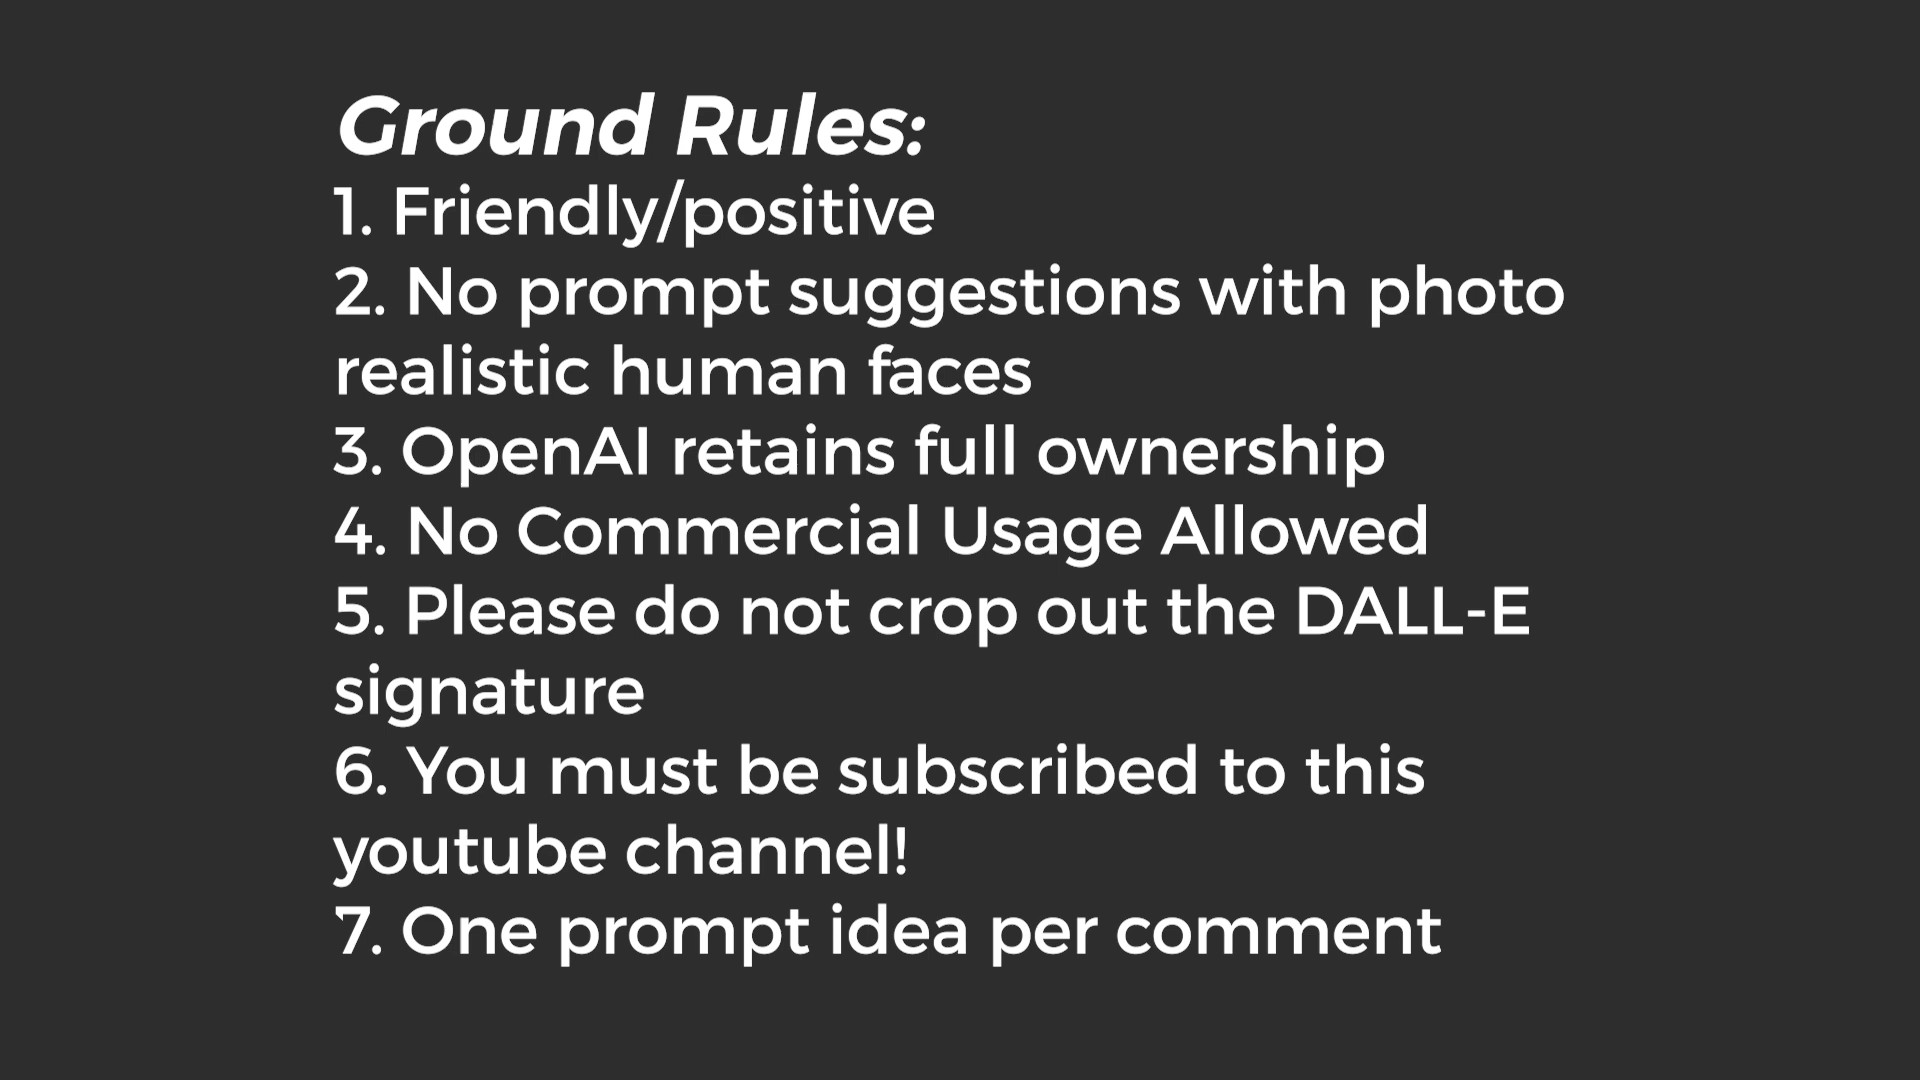 Ground Rules:
1. Friendly/positive
2. No prompt suggestions with photo
realistic human faces
3. OpenAI retains full ownership
4. No Commercial Usage Allowed
5. Please do not crop out the DALL-E
signature
6. You must be subscribed to this
youtube channel!
7. One prompt idea per comment